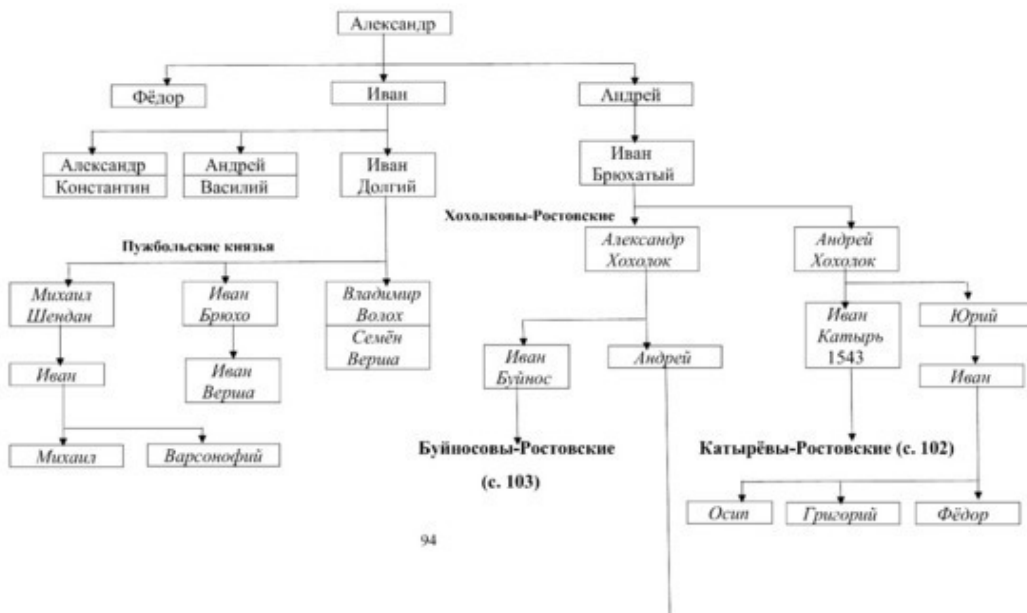 Александр
Фёдор
Иван
Андрей
Александр
Константин
Андрей
Василий
Иван
Долгий
Иван
Брюхатый
Хохолковы-Ростовские
Пужбольские князья
Александр
Хохолок
Андрей
Хохолок
Михаил
Шендан
Иван
Брюхо
Владимир
Волох
Семён
Верша
Иван
Катырь
1543
Юрий
Иван
Буйнос
Андрей
Иван
Иван
Верша
Иван
Михаил
Варсонофий
Буйносовы-Ростовские
(с. 103)
Катырёвы-Ростовские (с. 102)
Осип
Григорий
Фёдор
94